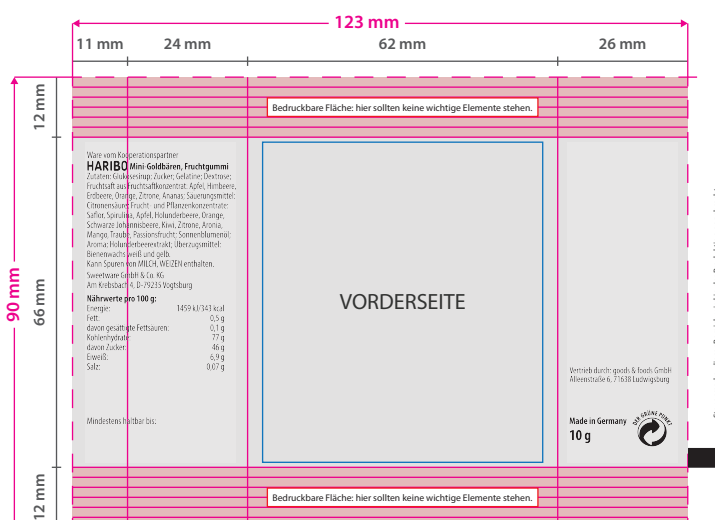 123 mm
11 mm
24 mm
62 mm
26 mm
12 mm
Bedruckbare Fläche: hier sollten keine wichtige Elemente stehen.
90 mm
66 mm
Ware vom Kooperationspartner
HARIBO Mini-Goldbären, Fruchtgummi
Zutaten: Glukosesirup; Zucker; Gelatine; Dextrose;
Fruchtsaft aus Fruchtsaftkonzentrat: Apfel, Himbeere,
Erdbeere, Orange, Zitrone, Ananas; Säuerungsmittel:
Citronensäure; Frucht- und Pflanzenkonzentrate:
Saflor, Spirulina, Apfel, Holunderbeere, Orange,
Schwarze Johannisbeere, Kiwi, Zitrone, Aronia,
Mango, Traube, Passionsfrucht; Sonnenblumenöl;
Aroma; Holunderbeerextrakt; Überzugsmittel:
Bienenwachs weiß und gelb.
Kann Spuren von MILCH, WEIZEN enthalten.
Sweetware GmbH & Co. KG
Am Krebsbach 4, D-79235 Vogtsburg
Nährwerte pro 100 g:
Energie: 1459 kJ/343 kcal
Fett: 0,5 g
davon gesättigte Fettsäuren: 0,1 g
Kohlenhydrate: 77 g
davon Zucker: 46 g
Eiweiß: 6,9 g
Salz: 0,07 g
Mindestens haltbar bis:
VORDERSEITE
Vertrieb durch: goods & foods GmbH
Alleenstraße 6, 71638 Ludwigsburg
Made in Germany
10 g
DER GRÜNE PUNKT
12 mm
Bedruckbare Fläche: hier sollten keine wichtige Elemente stehen.